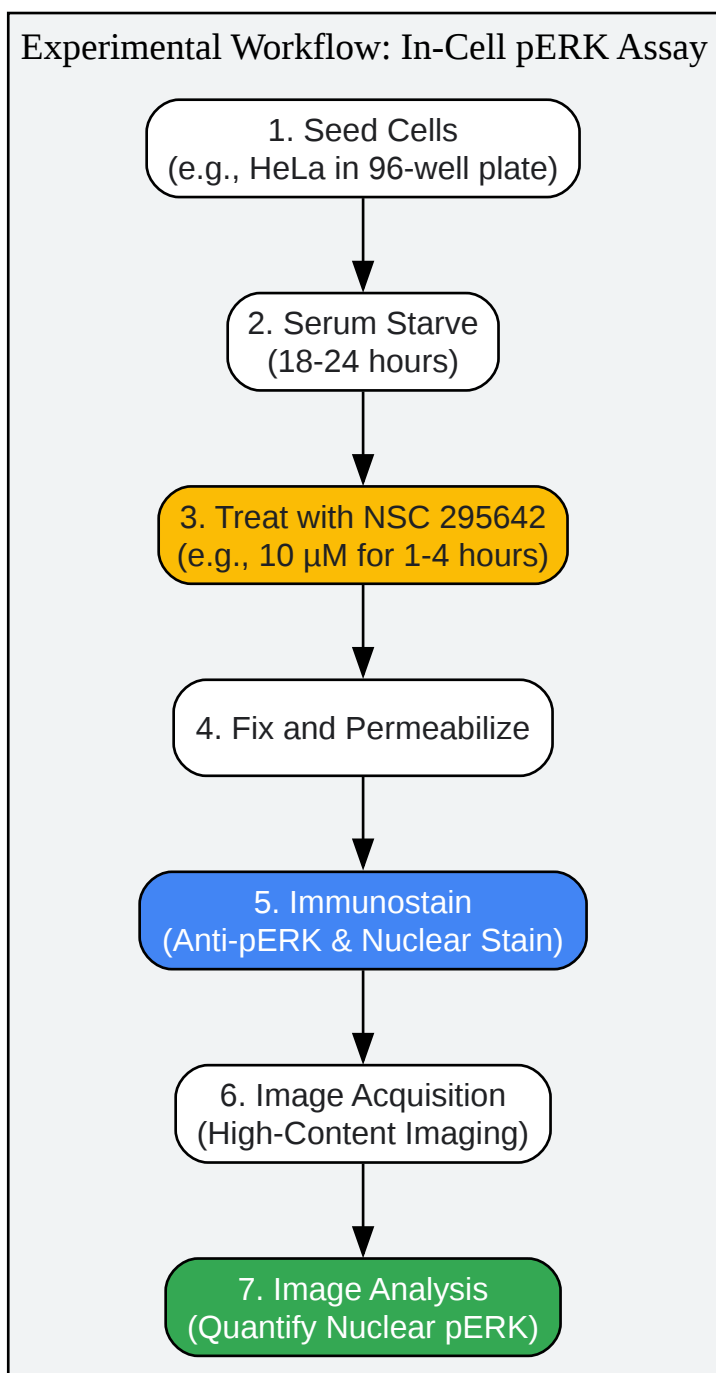 Experimental Workflow: In-Cell pERK Assay
1. Seed Cells
(e.g., HeLa in 96-well plate)
2. Serum Starve
(18-24 hours)
3. Treat with NSC 295642
(e.g., 10 µM for 1-4 hours)
4. Fix and Permeabilize
5. Immunostain
(Anti-pERK & Nuclear Stain)
6. Image Acquisition
(High-Content Imaging)
7. Image Analysis
(Quantify Nuclear pERK)